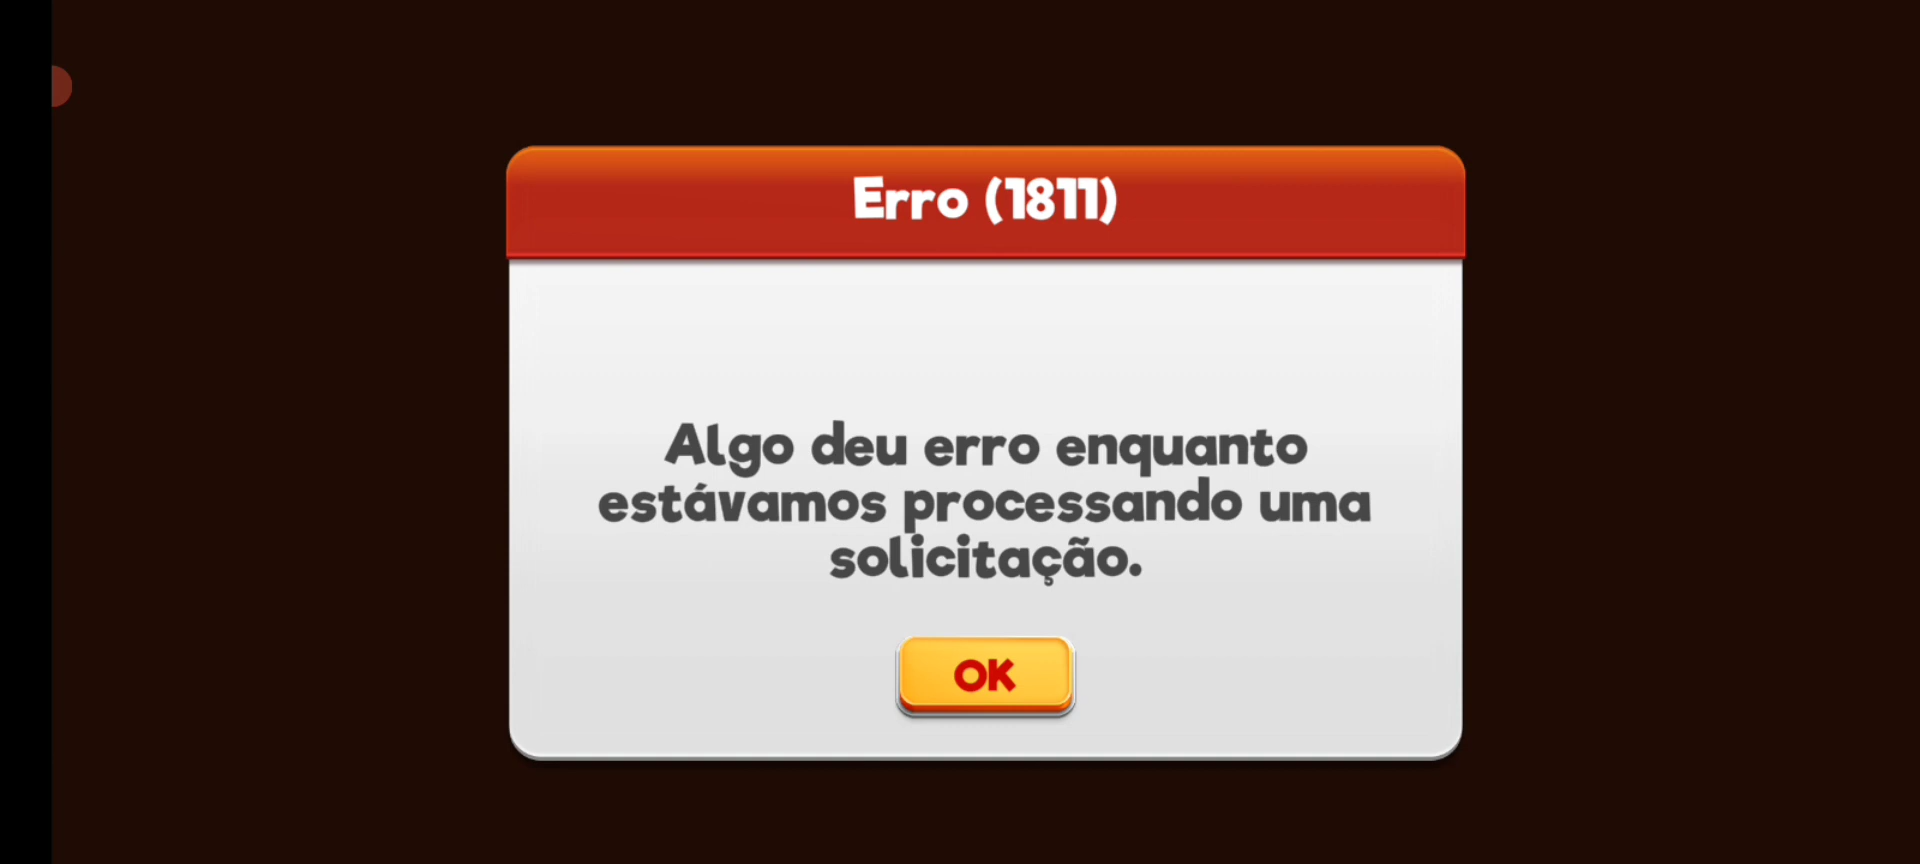 Erro (1811)
Algo deu erro enquanto
estávamos processando uma
solicitação.
OK